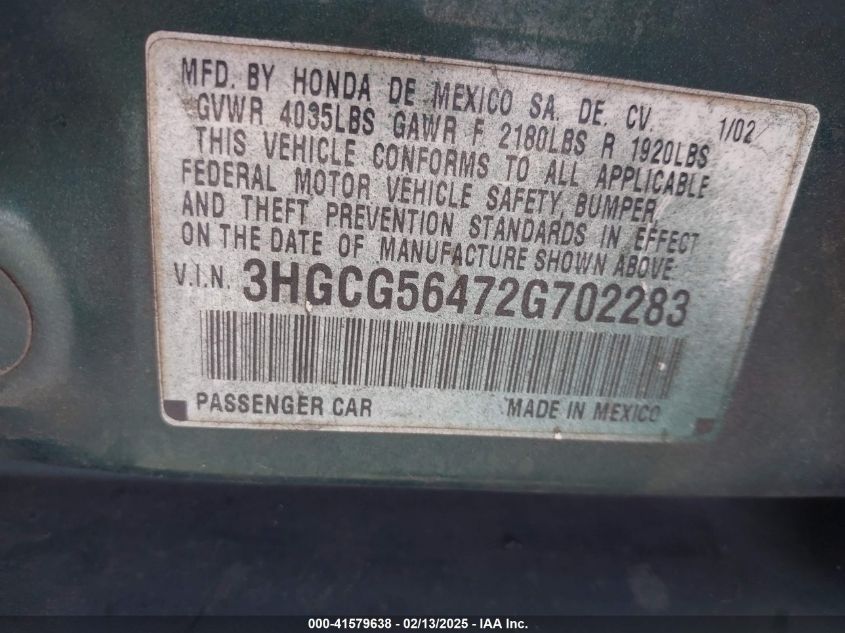 MFD. BY HONDA DE MEXICO SA. DE. CV. 1/02
GVWR 4035LBS GAWR F 2180LBS R 1920LBS
THIS VEHICLE CONFORMS TO ALL APPLICABLE
FEDERAL MOTOR VEHICLE SAFETY, BUMPER,
AND THEFT PREVENTION STANDARDS IN EFFECT
ON THE DATE OF MANUFACTURE SHOWN ABOVE.
V.I.N. 3HGCG56472G702283
PASSENGER CAR MADE IN MEXICO
000-41579638 - 02/13/2025 - IAAI.com